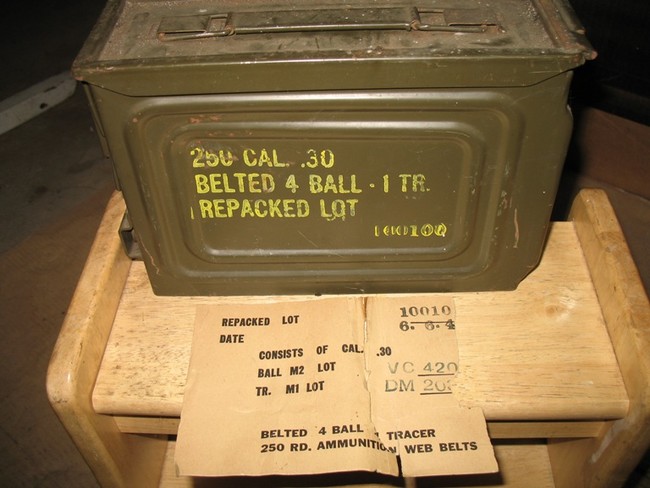 250 CAL. .30
BELTED 4 BALL - 1 TR.
REPACKED LOT
REPACKED LOT 10010
DATE 6. 6. 4
CONSISTS OF CAL. .30
BALL M2 LOT VC 420
TR. M1 LOT DM
BELTED 4 BALL TRACER
250 RD. AMMUNITION WEB BELTS